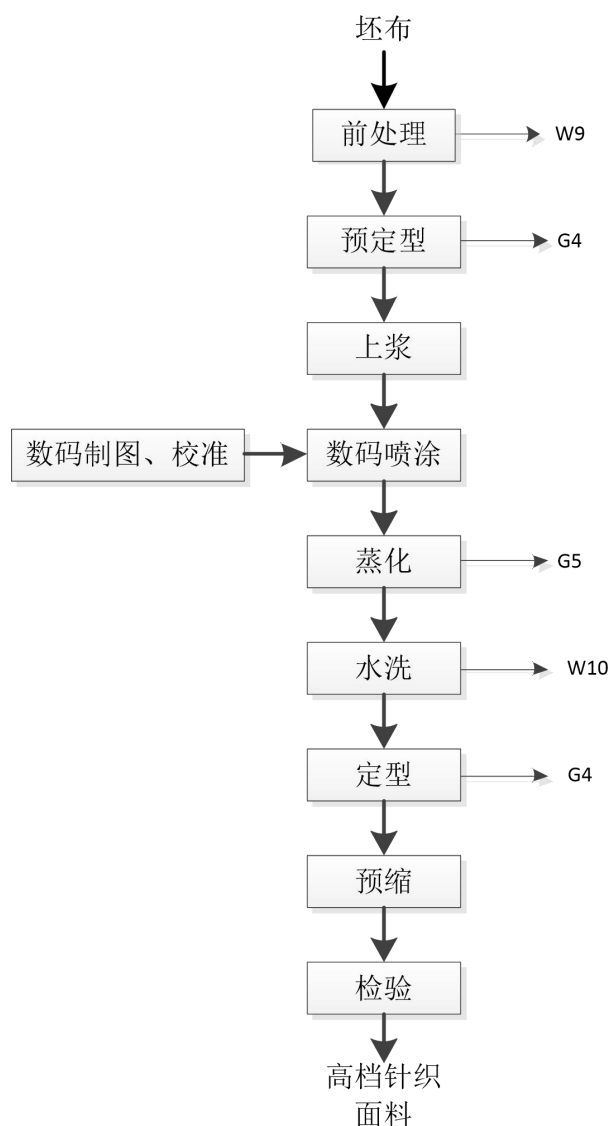 坯布
前处理
W9
预定型
G4
上浆
数码制图、校准
数码喷涂
蒸化
G5
水洗
W10
定型
G4
预缩
检验
高档针织
面料